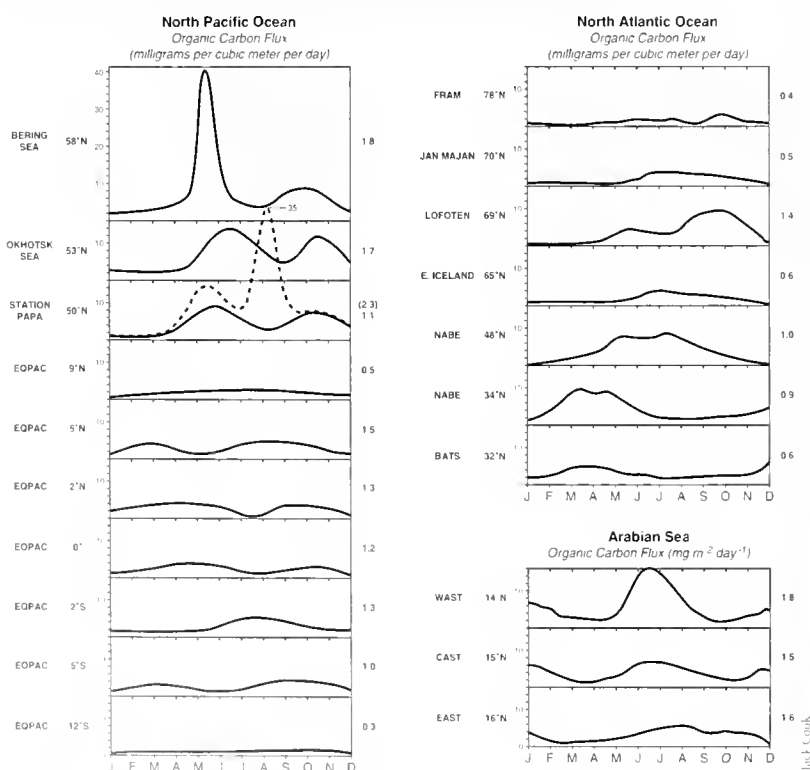 North Pacific Ocean
Organic Carbon Flux
(milligrams per cubic meter per day)
40
30
20
10
BERING SEA 58°N 1.8
35
OKHOTSK SEA 53°N 10 1.7
STATION PAPA 50°N 10 (2.3) 1.1
EQPAC 9°N 10 0.5
EQPAC 5°N 10 1.5
EQPAC 2°N 10 1.3
EQPAC 0° 1.2
EQPAC 2°S 1.3
EQPAC 5°S 1.0
EQPAC 12°S 0.3
J F M A M J J A S O N D
North Atlantic Ocean
Organic Carbon Flux
(milligrams per cubic meter per day)
FRAM 78°N 10 0.4
JAN MAJAN 70°N 10 0.5
LOFOTEN 69°N 10 1.4
E. ICELAND 65°N 10 0.6
NABE 48°N 10 1.0
NABE 34°N 10 0.9
BATS 32°N 0.6
J F M A M J J A S O N D
Arabian Sea
Organic Carbon Flux (mg m⁻² day⁻¹)
WAST 14°N 10 1.8
CAST 15°N 1.5
EAST 16°N 10 0 1.6
J F M A M J J A S O N D
Jack Cook